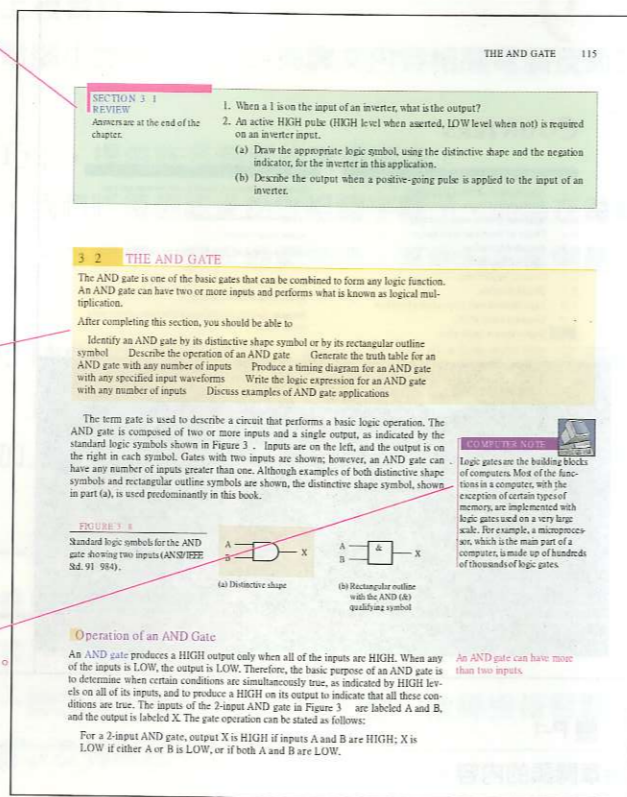 THE AND GATE 115
SECTION 3 1
REVIEW
Answers are at the end of the
chapter.
1. When a 1 is on the input of an inverter, what is the output?
2. An active HIGH pulse (HIGH level when asserted, LOW level when not) is required
on an inverter input.
(a) Draw the appropriate logic symbol, using the distinctive shape and the negation
indicator, for the inverter in this application.
(b) Describe the output when a positive-going pulse is applied to the input of an
inverter.
3 2 THE AND GATE
The AND gate is one of the basic gates that can be combined to form any logic function.
An AND gate can have two or more inputs and performs what is known as logical mul-
tiplication.
After completing this section, you should be able to
Identify an AND gate by its distinctive shape symbol or by its rectangular outline
symbol Describe the operation of an AND gate Generate the truth table for an
AND gate with any number of inputs Produce a timing diagram for an AND gate
with any specified input waveforms Write the logic expression for an AND gate
with any number of inputs Discuss examples of AND gate applications
The term gate is used to describe a circuit that performs a basic logic operation. The
AND gate is composed of two or more inputs and a single output, as indicated by the
standard logic symbols shown in Figure 3 . Inputs are on the left, and the output is on
the right in each symbol. Gates with two inputs are shown; however, an AND gate can
have any number of inputs greater than one. Although examples of both distinctive shape
symbols and rectangular outline symbols are shown, the distinctive shape symbol, shown
in part (a), is used predominantly in this book.
COMPUTER NOTE
Logic gates are the building blocks
of computers. Most of the func-
tions in a computer, with the
exception of certain types of
memory, are implemented with
logic gates used on a very large
scale. For example, a microproces-
sor, which is the main part of a
computer, is made up of hundreds
of thousands of logic gates.
FIGURE 3 8
Standard logic symbols for the AND
gate showing two inputs (ANSI/IEEE
Std. 91 984).
A
B
X
(a) Distinctive shape
A
B
&
X
(b) Rectangular outline
with the AND (&)
qualifying symbol
Operation of an AND Gate
An AND gate produces a HIGH output only when all of the inputs are HIGH. When any
of the inputs is LOW, the output is LOW. Therefore, the basic purpose of an AND gate is
to determine when certain conditions are simultaneously true, as indicated by HIGH lev-
els on all of its inputs, and to produce a HIGH on its output to indicate that all these con-
ditions are true. The inputs of the 2-input AND gate in Figure 3 are labeled A and B,
and the output is labeled X. The gate operation can be stated as follows:
An AND gate can have more
than two inputs.
For a 2-input AND gate, output X is HIGH if inputs A and B are HIGH; X is
LOW if either A or B is LOW, or if both A and B are LOW.